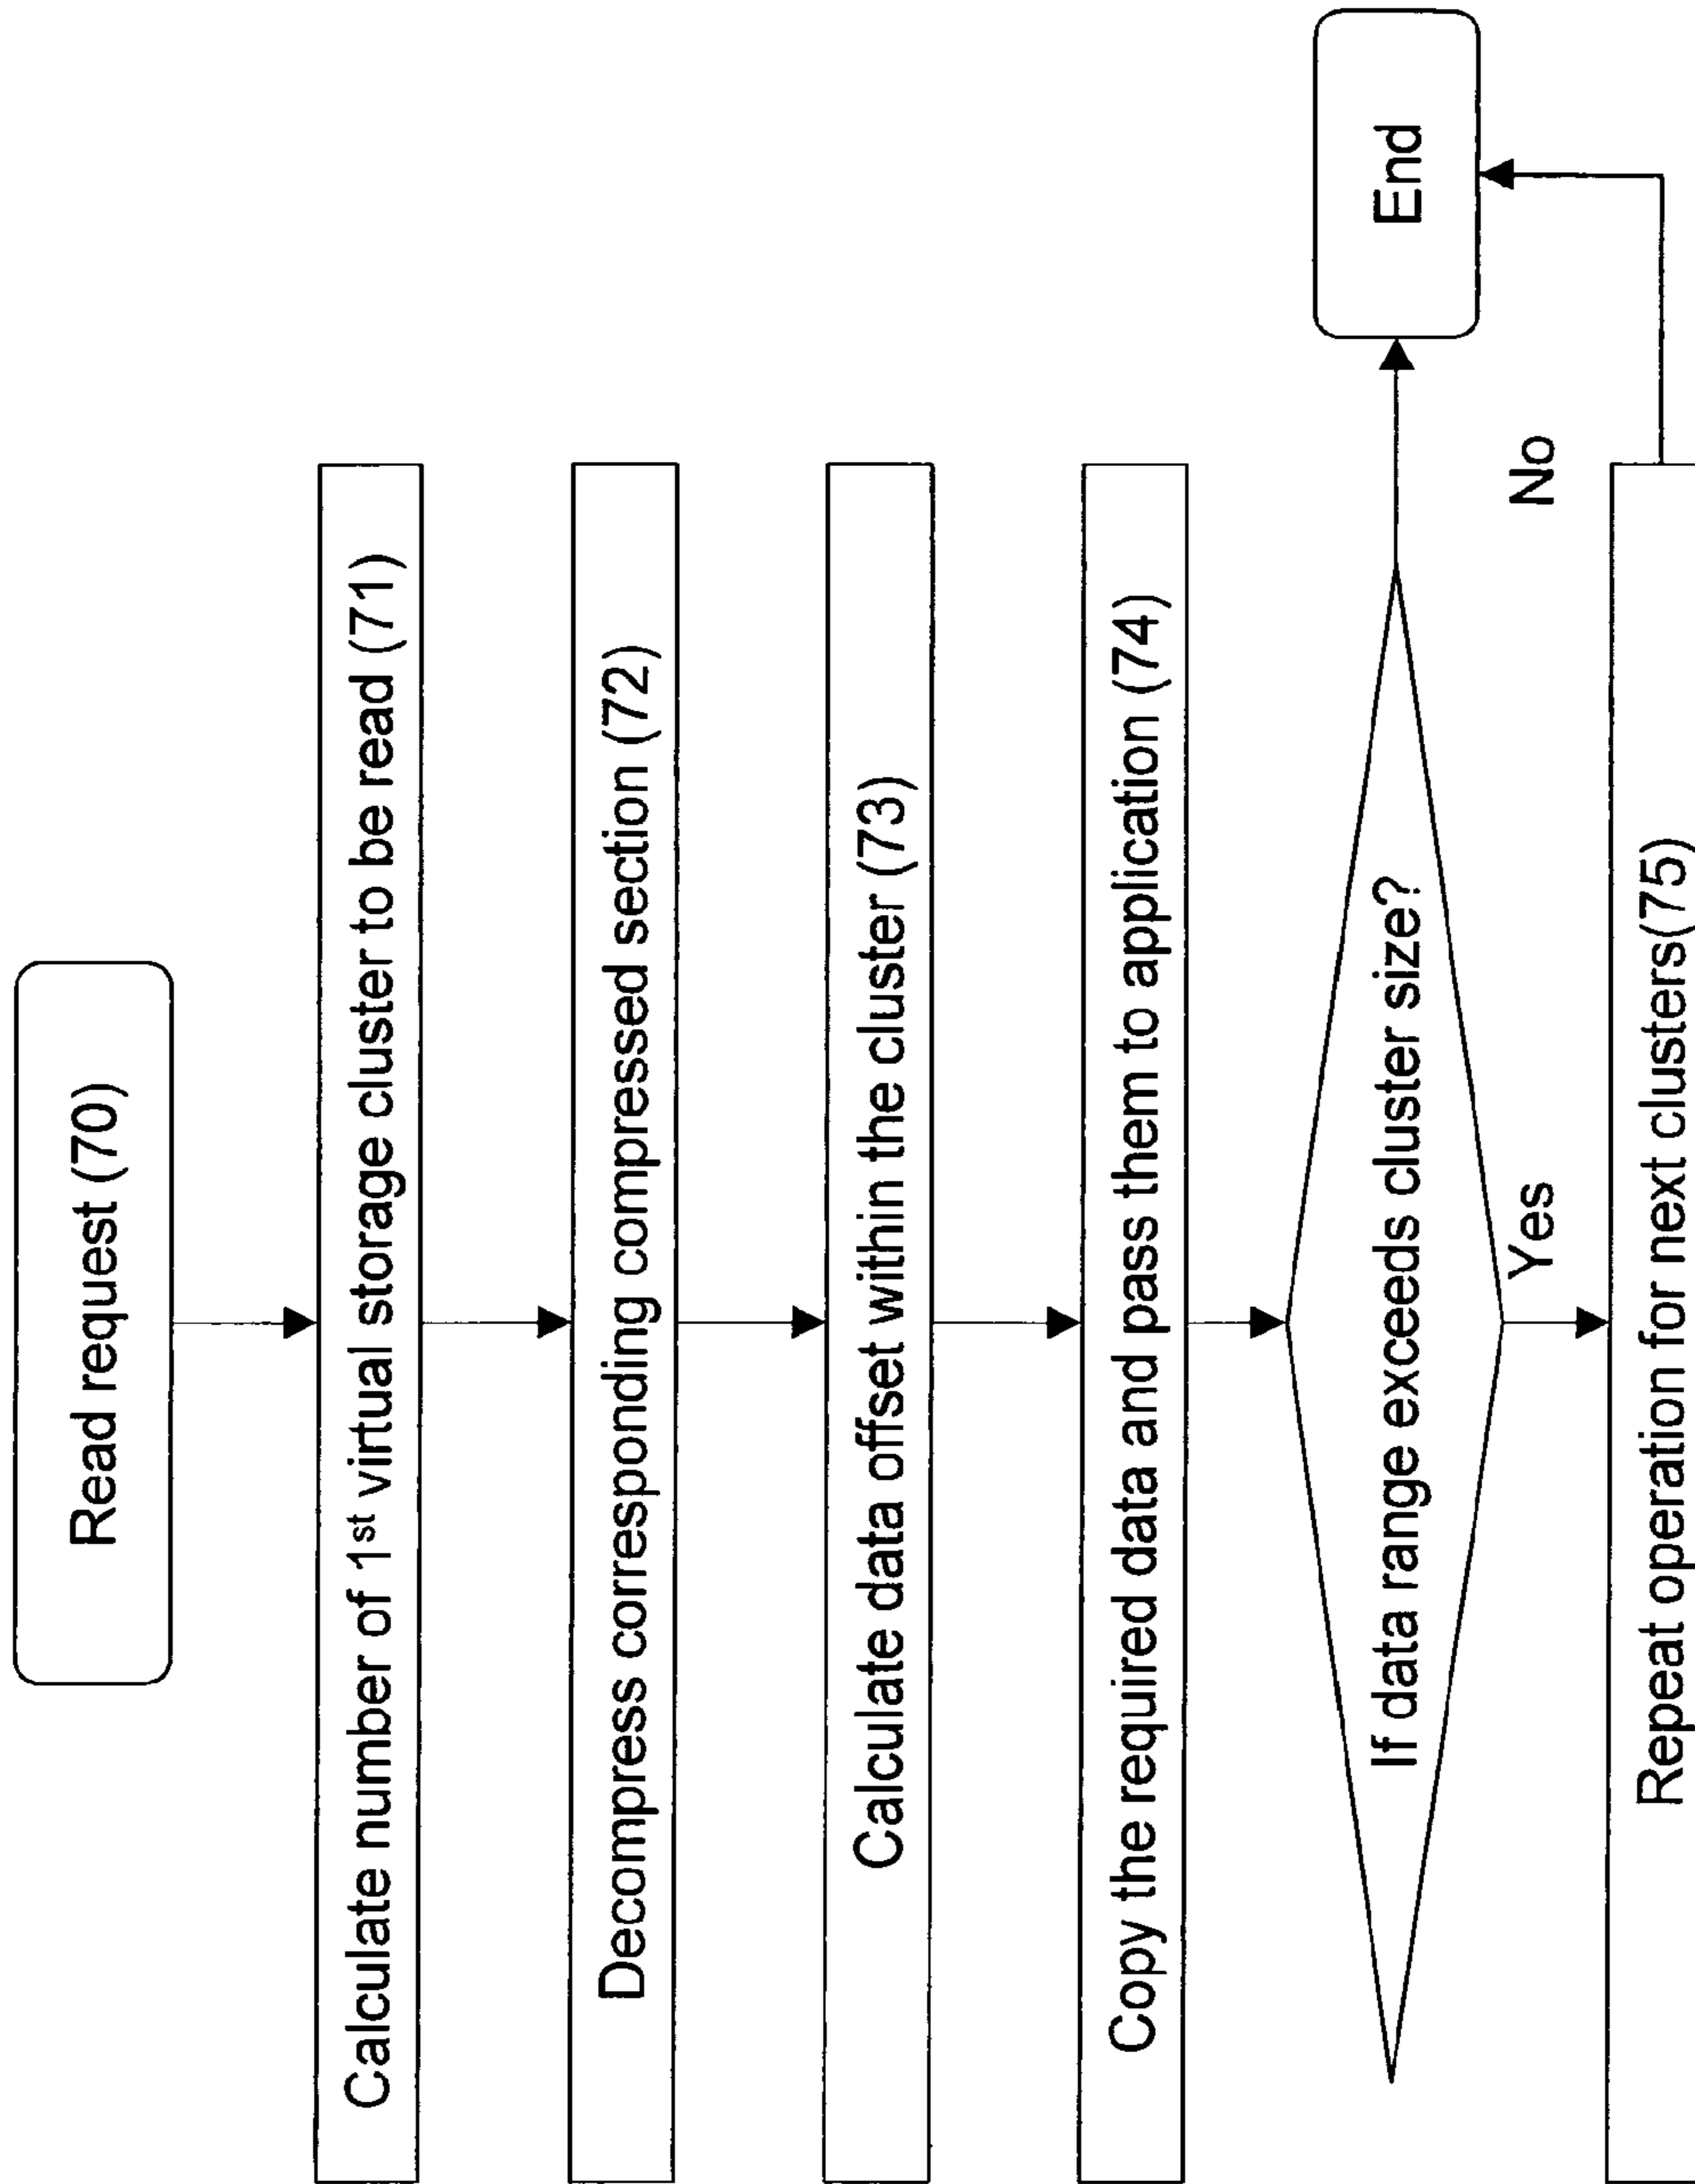 Read request (70)
Calculate number of 1st virtual storage cluster to be read (71)
Decompress corresponding compressed section (72)
Calculate data offset within the cluster (73)
Copy the required data and pass them to application (74)
If data range exceeds cluster size?
End
No
Yes
Repeat operation for next clusters(75)